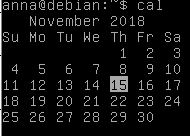 anna@debian:~$ cal
   November 2018
Su Mo Tu We Th Fr Sa
             1  2  3
 4  5  6  7  8  9 10
11 12 13 14 15 16 17
18 19 20 21 22 23 24
25 26 27 28 29 30